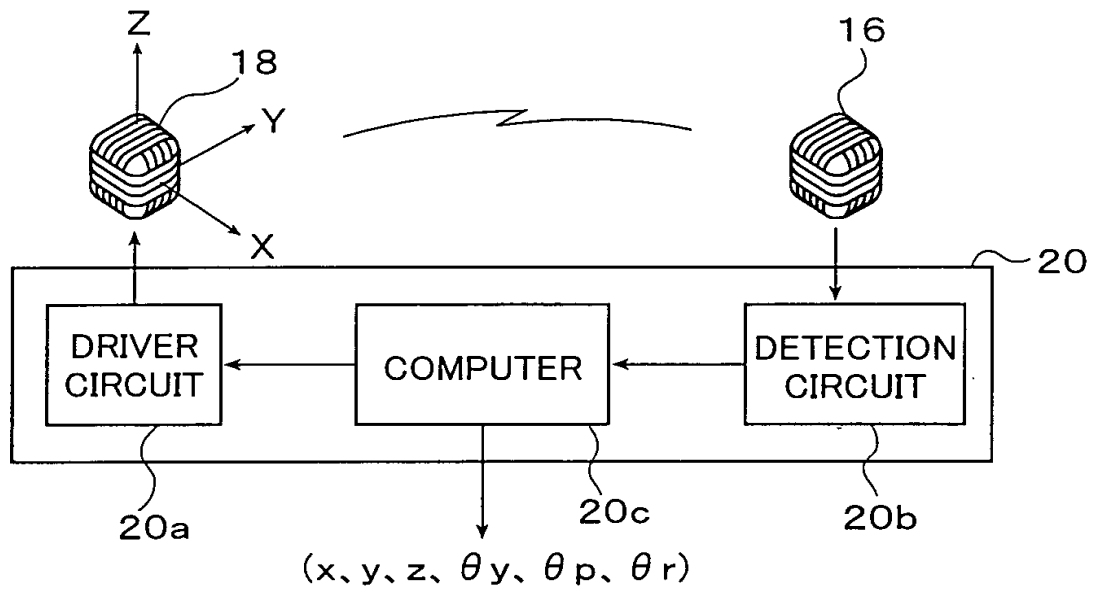 Z
18
16
Y
X
20
DRIVER
CIRCUIT
COMPUTER
DETECTION
CIRCUIT
20a
20c
20b
(x、y、z、θy、θp、θr)